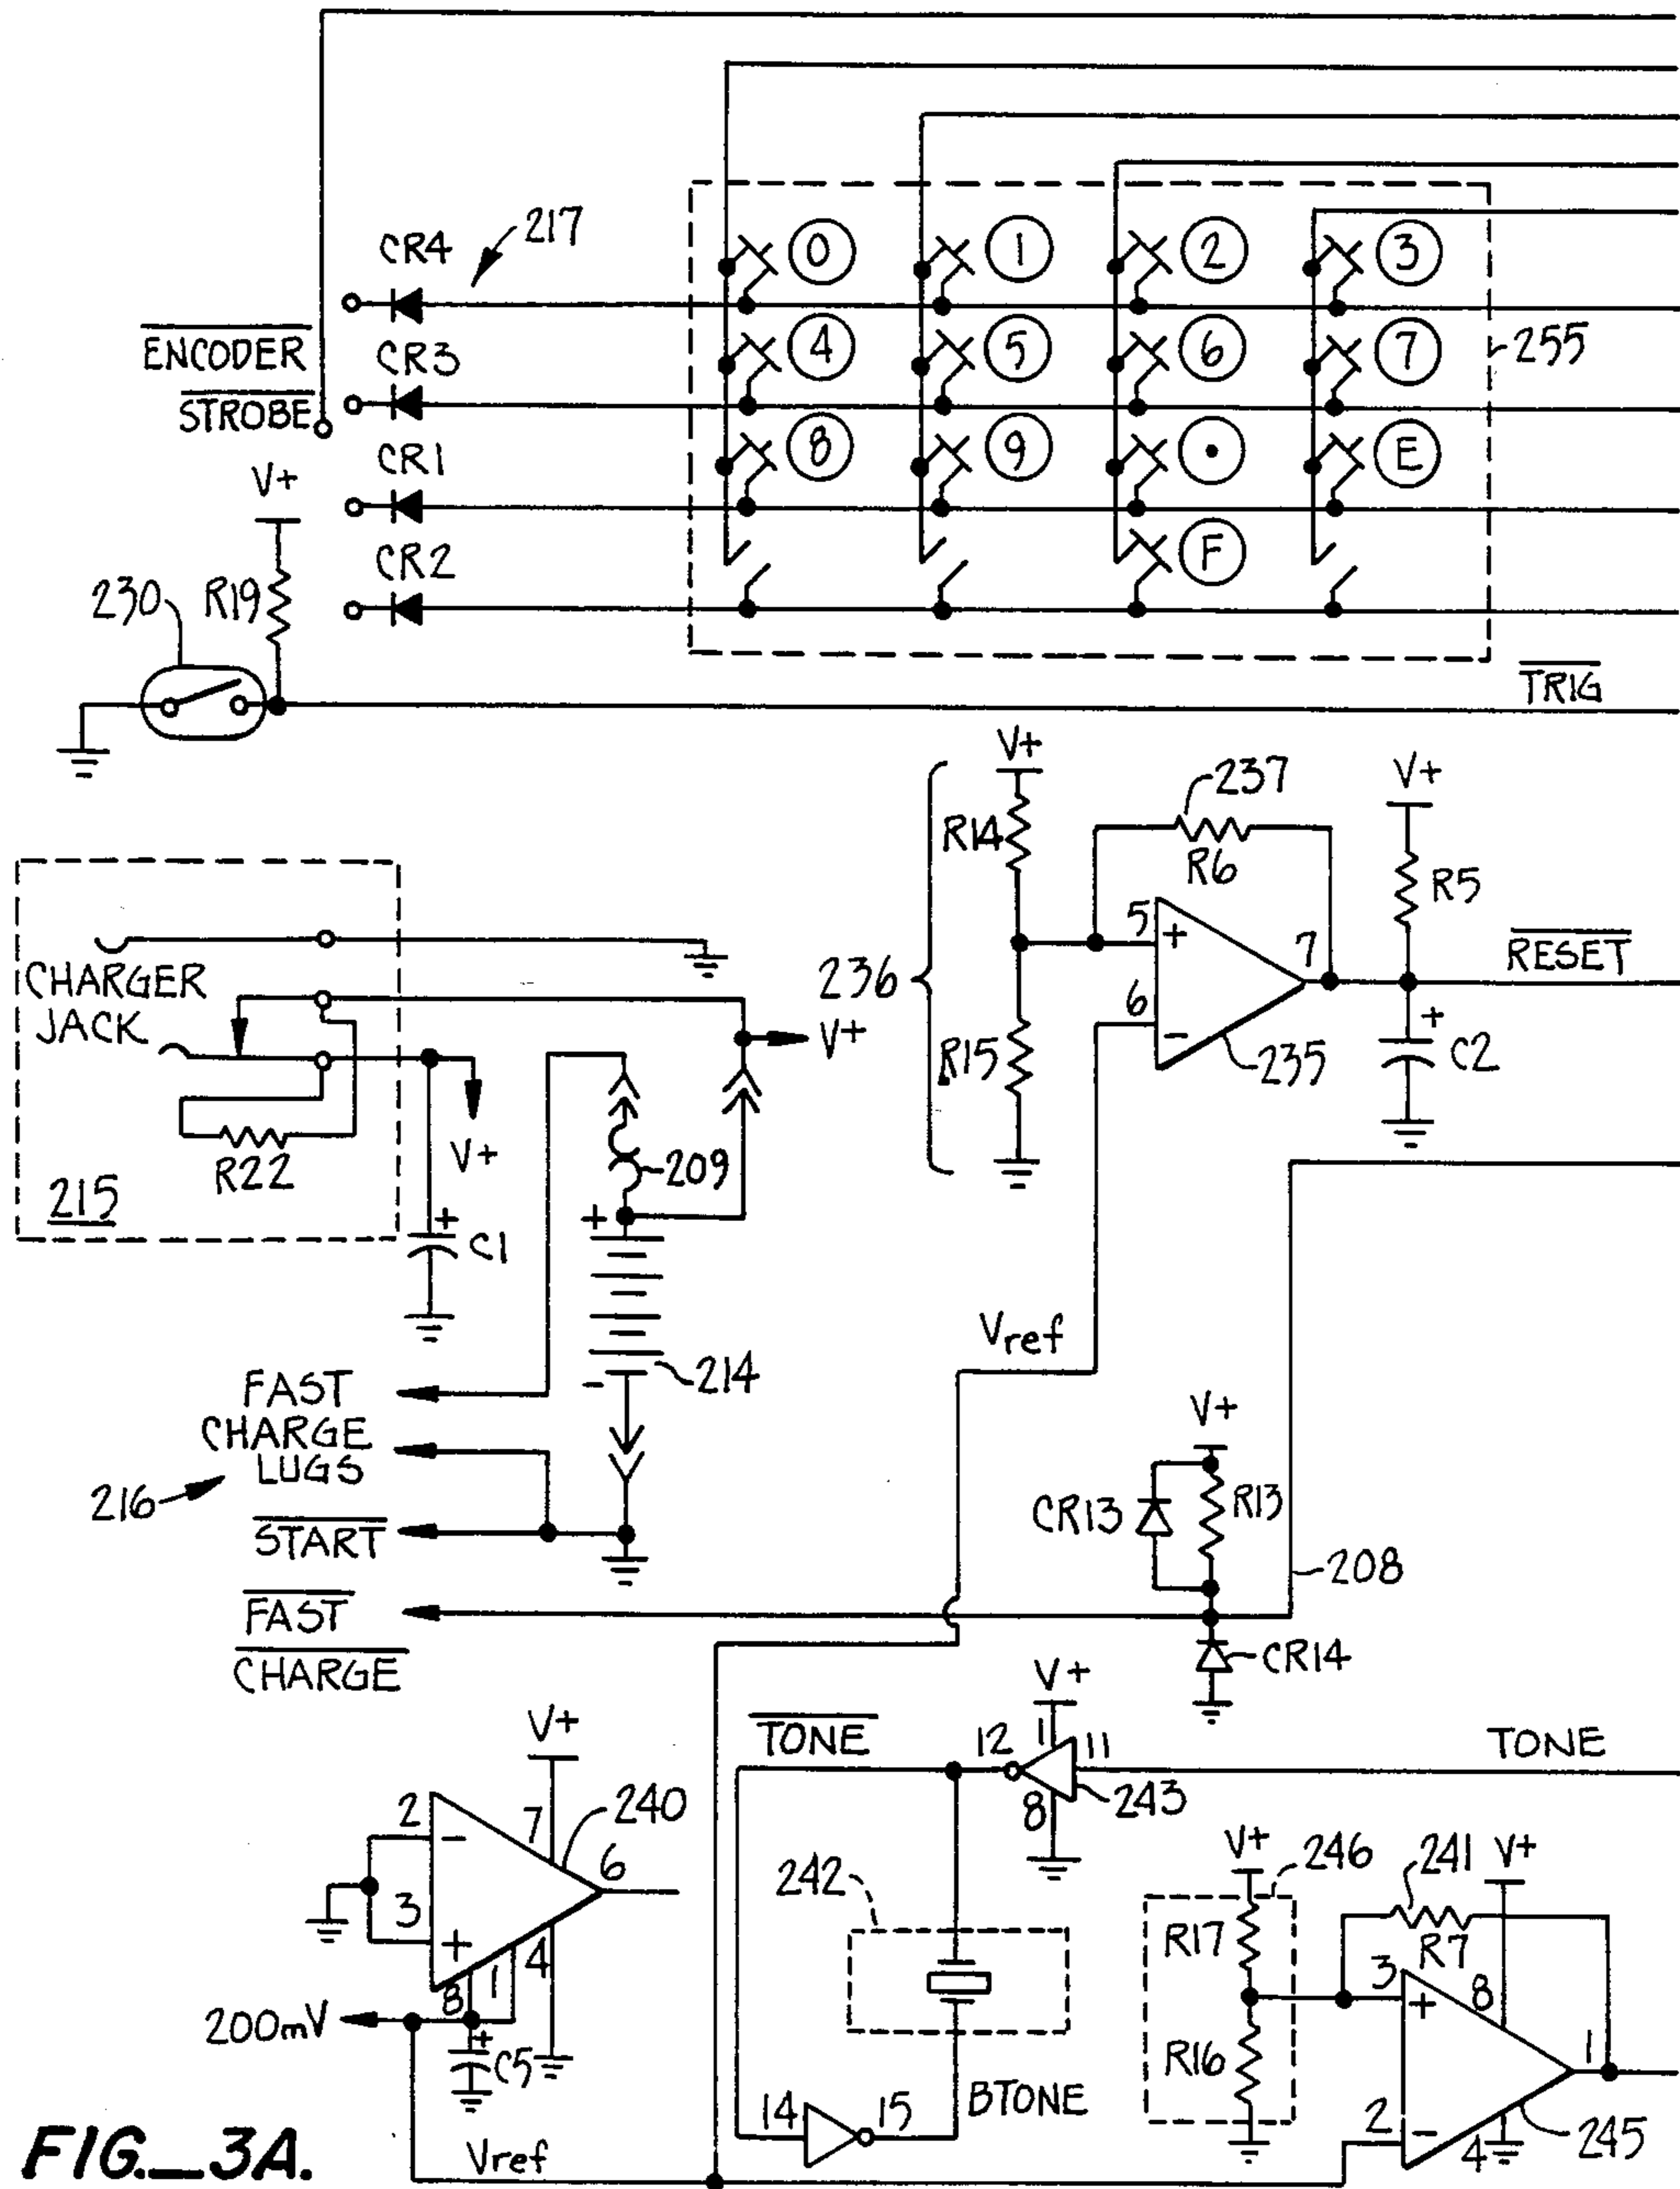 CR4
217
0
1
2
3
ENCODER
STROBE
CR3
4
5
6
7
255
CR1
8
9
•
E
V+
CR2
F
230
R19
TRIG
V+
237
V+
R14
R6
R5
5
+
7
RESET
236
6
-
+
C2
R15
235
CHARGER
JACK
V+
R22
V+
215
+
C1
209
+
-
214
Vref
FAST
CHARGE
LUGS
216
START
V+
CR13
R13
208
FAST
CHARGE
CR14
V+
TONE
12
1
11
TONE
8
243
V+
2
-
7
240
6
3
+
4
8
1
200mV
+
C5
242
V+
246
241
V+
R17
R7
3
+
8
R16
1
14
15
BTONE
2
-
4
245
Vref
FIG._3A.